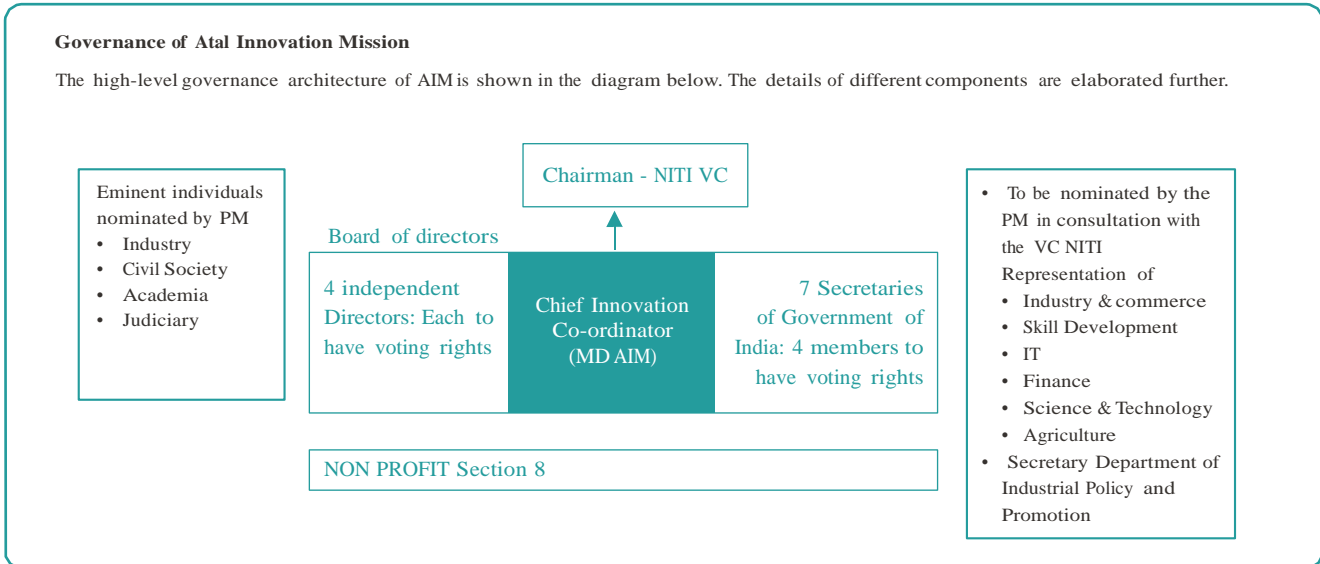 Governance of Atal Innovation Mission
The high-level governance architecture of AIM is shown in the diagram below. The details of different components are elaborated further.
Chairman - NITI VC
Eminent individuals
nominated by PM
• Industry
• Civil Society
• Academia
• Judiciary
Board of directors
4 independent
Directors: Each to
have voting rights
Chief Innovation
Co-ordinator
(MD AIM)
7 Secretaries
of Government of
India: 4 members to
have voting rights
NON PROFIT Section 8
• To be nominated by the
PM in consultation with
the VC NITI
Representation of
• Industry & commerce
• Skill Development
• IT
• Finance
• Science & Technology
• Agriculture
• Secretary Department of
Industrial Policy and
Promotion